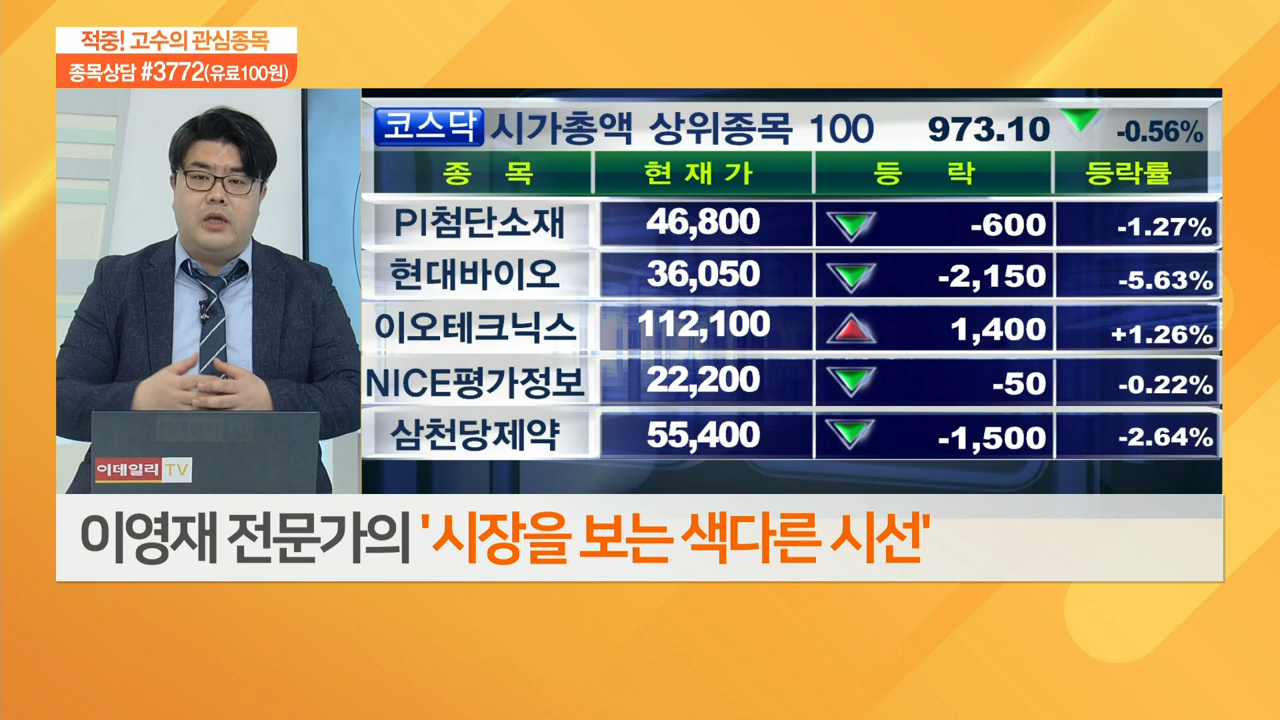 적중! 고수의 관심종목
종목상담 #3772(유료100원)
코스닥 시가총액 상위종목 100 973.10 -0.56%
종 목 현 재 가 등 락 등락률
PI첨단소재 46,800 -600 -1.27%
현대바이오 36,050 -2,150 -5.63%
이오테크닉스 112,100 1,400 +1.26%
NICE평가정보 22,200 -50 -0.22%
삼천당제약 55,400 -1,500 -2.64%
이데일리 TV
이영재 전문가의 '시장을 보는 색다른 시선'